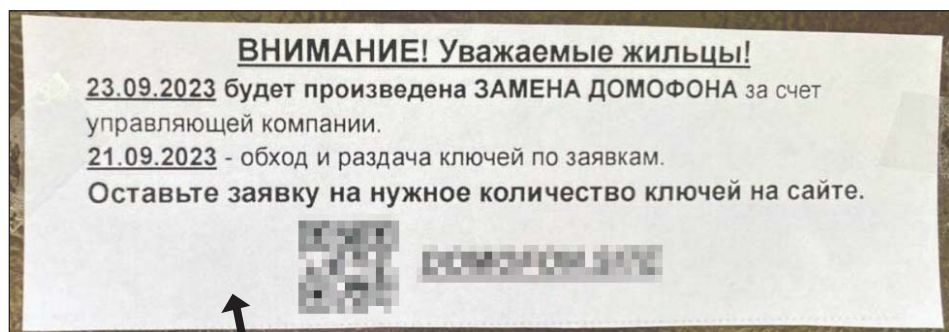 ВНИМАНИЕ! Уважаемые жильцы!
23.09.2023 будет произведена ЗАМЕНА ДОМОФОНА за счет
управляющей компании.
21.09.2023 - обход и раздача ключей по заявкам.
Оставьте заявку на нужное количество ключей на сайте.